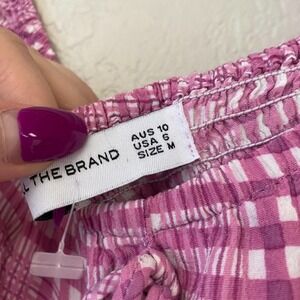 THE BRAND
AUS 10
USA 6
SIZE M